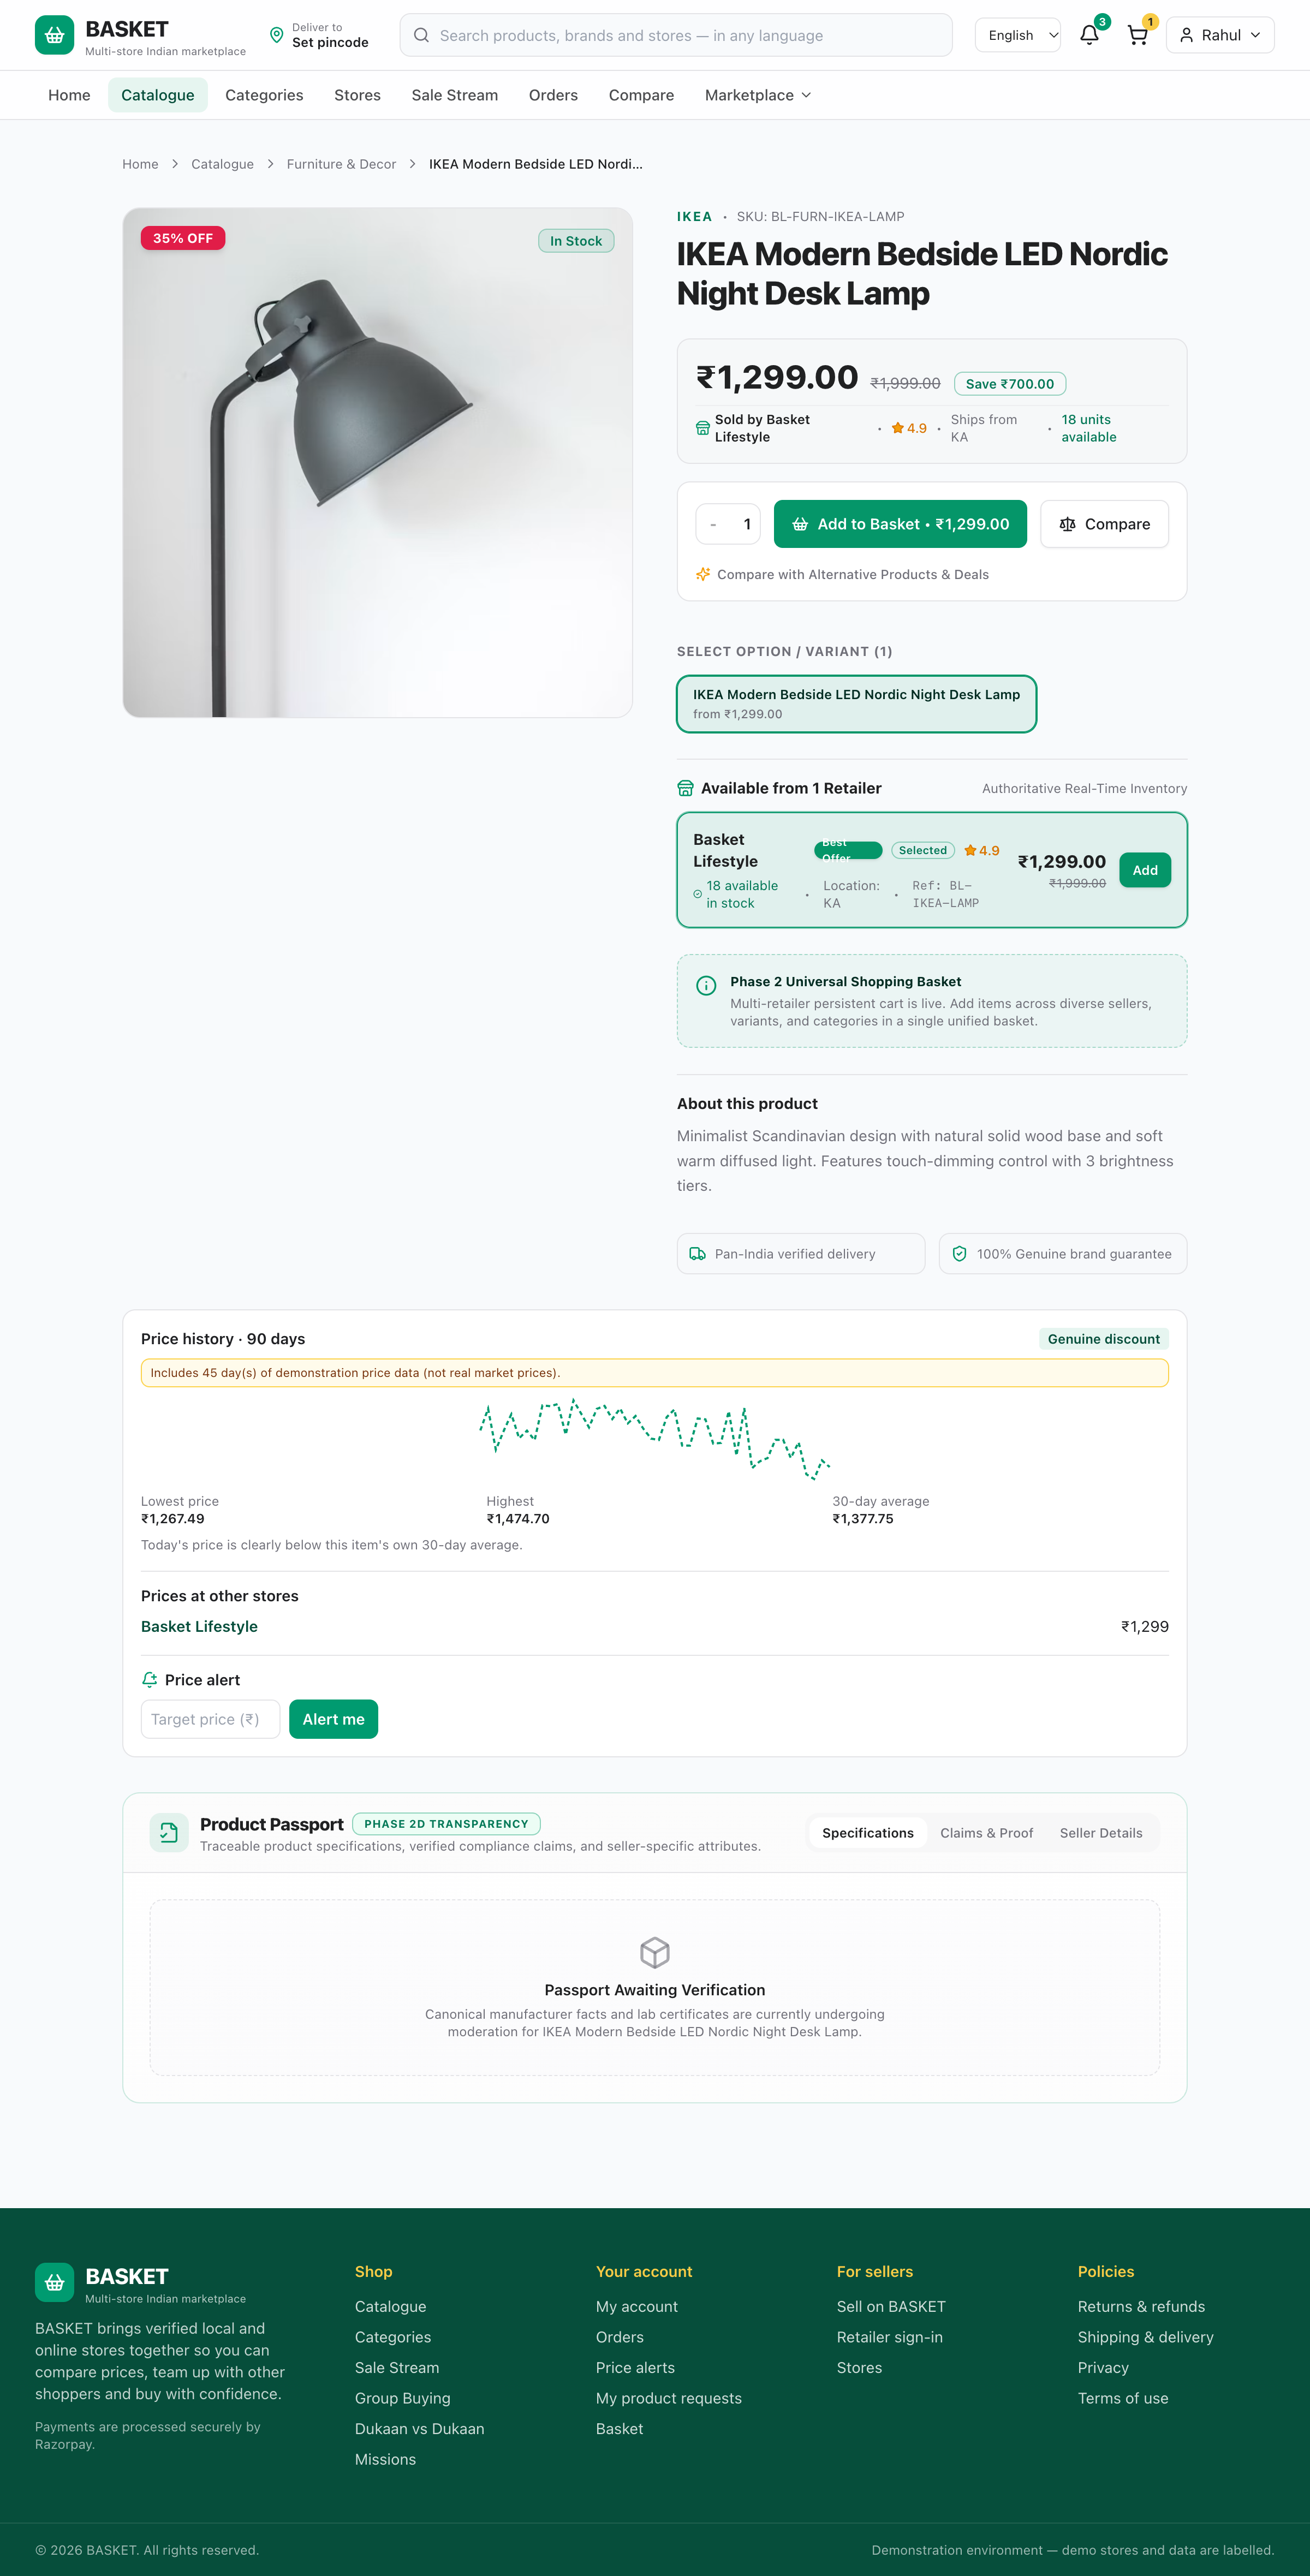 BASKET
Multi-store Indian marketplace
Deliver to
Set pincode
Search products, brands and stores — in any language
English
3
1
Rahul
Home
Catalogue
Categories
Stores
Sale Stream
Orders
Compare
Marketplace
Home > Catalogue > Furniture & Decor > IKEA Modern Bedside LED Nordi...
35% OFF
In Stock
IKEA • SKU: BL-FURN-IKEA-LAMP
IKEA Modern Bedside LED Nordic
Night Desk Lamp
₹1,299.00 ₹1,999.00 Save ₹700.00
Sold by Basket
Lifestyle
• 4.9 •
Ships from
KA
•
18 units
available
- 1
Add to Basket • ₹1,299.00
Compare
Compare with Alternative Products & Deals
SELECT OPTION / VARIANT (1)
IKEA Modern Bedside LED Nordic Night Desk Lamp
from ₹1,299.00
Available from 1 Retailer
Authoritative Real-Time Inventory
Basket
Lifestyle
Best
Offer
Selected
4.9
18 available
in stock
•
Location:
KA
•
Ref: BL-
IKEA-LAMP
₹1,299.00
₹1,999.00
Add
Phase 2 Universal Shopping Basket
Multi-retailer persistent cart is live. Add items across diverse sellers,
variants, and categories in a single unified basket.
About this product
Minimalist Scandinavian design with natural solid wood base and soft
warm diffused light. Features touch-dimming control with 3 brightness
tiers.
Pan-India verified delivery
100% Genuine brand guarantee
Price history · 90 days
Genuine discount
Includes 45 day(s) of demonstration price data (not real market prices).
Lowest price
₹1,267.49
Highest
₹1,474.70
30-day average
₹1,377.75
Today's price is clearly below this item's own 30-day average.
Prices at other stores
Basket Lifestyle
₹1,299
Price alert
Target price (₹)
Alert me
Product Passport
PHASE 2D TRANSPARENCY
Traceable product specifications, verified compliance claims, and seller-specific attributes.
Specifications
Claims & Proof
Seller Details
Passport Awaiting Verification
Canonical manufacturer facts and lab certificates are currently undergoing
moderation for IKEA Modern Bedside LED Nordic Night Desk Lamp.
BASKET
Multi-store Indian marketplace
BASKET brings verified local and
online stores together so you can
compare prices, team up with other
shoppers and buy with confidence.
Payments are processed securely by
Razorpay.
Shop
Catalogue
Categories
Sale Stream
Group Buying
Dukaan vs Dukaan
Missions
Your account
My account
Orders
Price alerts
My product requests
Basket
For sellers
Sell on BASKET
Retailer sign-in
Stores
Policies
Returns & refunds
Shipping & delivery
Privacy
Terms of use
© 2026 BASKET. All rights reserved.
Demonstration environment — demo stores and data are labelled.